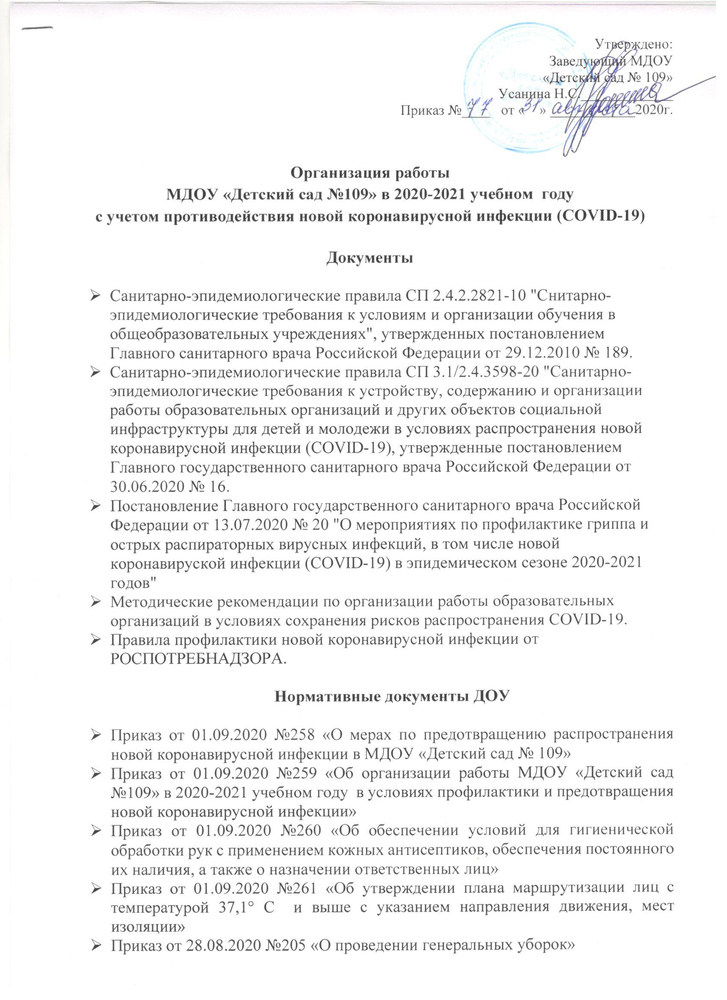 Утверждено:
Заведующий МДОУ
«Детский сад № 109»
Усанина Н.С.
Приказ № 77 от «31» августа 2020г.
Организация работы
МДОУ «Детский сад №109» в 2020-2021 учебном году
с учетом противодействия новой коронавирусной инфекции (COVID-19)
Документы
➢ Санитарно-эпидемиологические правила СП 2.4.2.2821-10 "Снитарно-
эпидемиологические требования к условиям и организации обучения в
общеобразовательных учреждениях", утвержденных постановлением
Главного санитарного врача Российской Федерации от 29.12.2010 № 189.
➢ Санитарно-эпидемиологические правила СП 3.1/2.4.3598-20 "Санитарно-
эпидемиологические требования к устройству, содержанию и организации
работы образовательных организаций и других объектов социальной
инфраструктуры для детей и молодежи в условиях распространения новой
коронавирусной инфекции (COVID-19), утвержденные постановлением
Главного государственного санитарного врача Российской Федерации от
30.06.2020 № 16.
➢ Постановление Главного государственного санитарного врача Российской
Федерации от 13.07.2020 № 20 "О мероприятиях по профилактике гриппа и
острых распираторных вирусных инфекций, в том числе новой
коронавируской инфекции (COVID-19) в эпидемическом сезоне 2020-2021
годов"
➢ Методические рекомендации по организации работы образовательных
организаций в условиях сохранения рисков распространения COVID-19.
➢ Правила профилактики новой коронавирусной инфекции от
РОСПОТРЕБНАДЗОРА.
Нормативные документы ДОУ
➢ Приказ от 01.09.2020 №258 «О мерах по предотвращению распространения
новой коронавирусной инфекции в МДОУ «Детский сад № 109»
➢ Приказ от 01.09.2020 №259 «Об организации работы МДОУ «Детский сад
№109» в 2020-2021 учебном году в условиях профилактики и предотвращения
новой коронавирусной инфекции»
➢ Приказ от 01.09.2020 №260 «Об обеспечении условий для гигиенической
обработки рук с применением кожных антисептиков, обеспечения постоянного
их наличия, а также о назначении ответственных лиц»
➢ Приказ от 01.09.2020 №261 «Об утверждении плана маршрутизации лиц с
температурой 37,1° С и выше с указанием направления движения, мест
изоляции»
➢ Приказ от 28.08.2020 №205 «О проведении генеральных уборок»